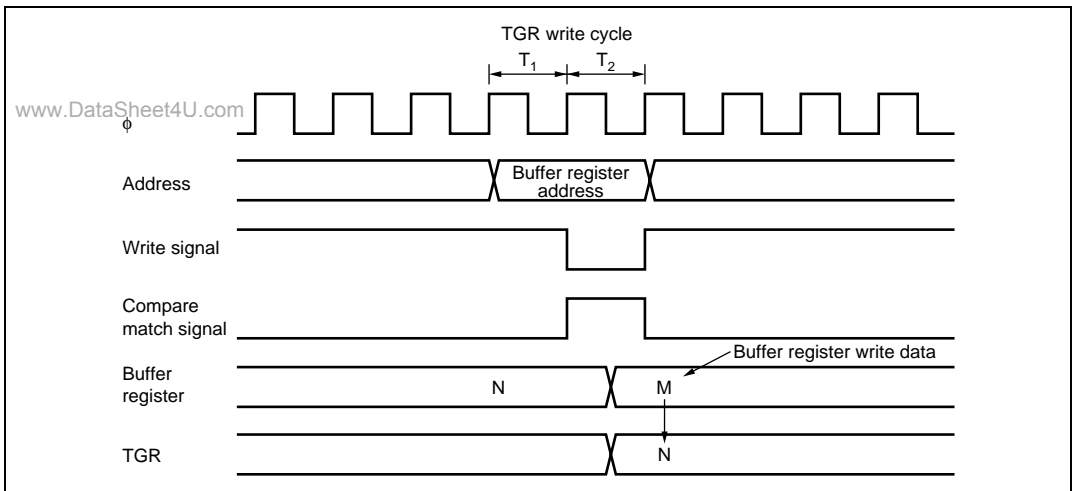 TGR write cycle
T1 T2
www.DataSheet4U.com
ϕ
Address
Buffer register
address
Write signal
Compare
match signal
Buffer register write data
Buffer
register
N M
TGR
N